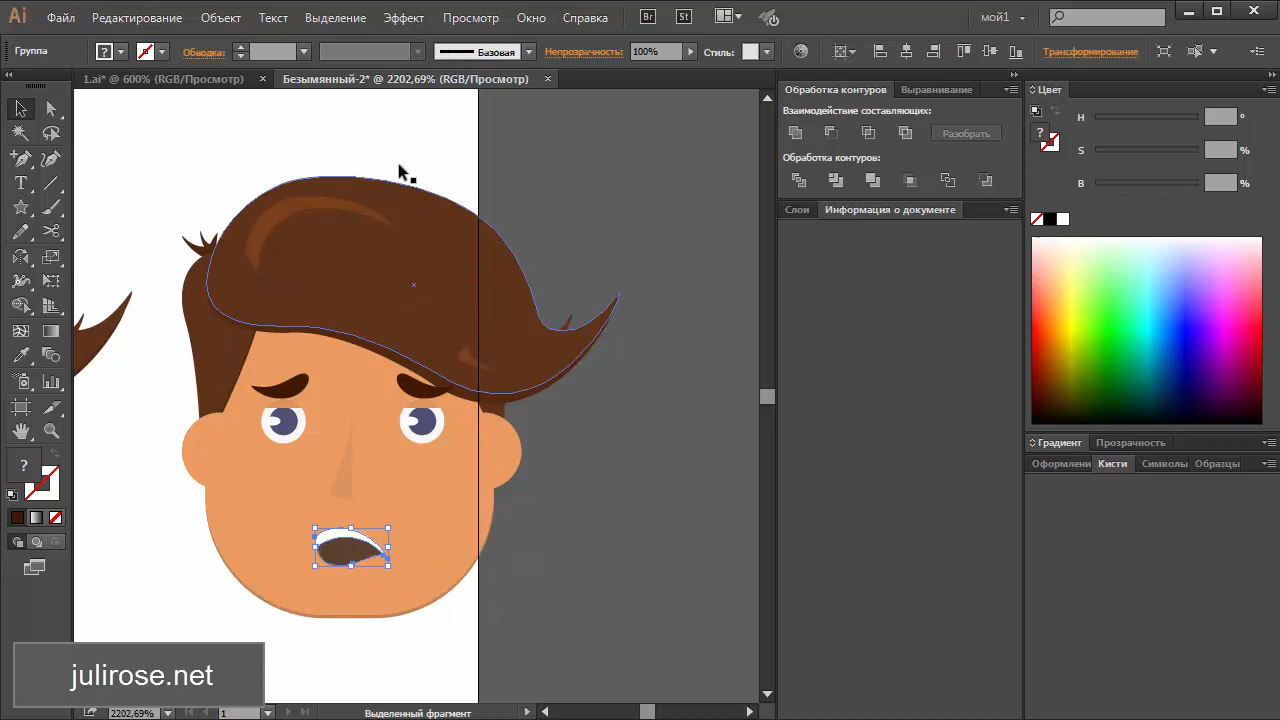 Ai Файл Редактирование Объект Текст Выделение Эффект Просмотр Окно Справка Br St мой1
Группа ? Обводка: Базовая Непрозрачность: 100% Стиль: Трансформирование
1.ai* @ 600% (RGB/Просмотр) × Безымянный-2* @ 2202,69% (RGB/Просмотр) ×
Обработка контуров Выравнивание
Взаимодействие составляющих:
Разобрать
Обработка контуров:
Слои Информация о документе
Цвет
?
H °
S %
B %
Градиент Прозрачность
Оформлени Кисти Символы Образцы
?
julirose.net
2202,69% 1 Выделенный фрагмент